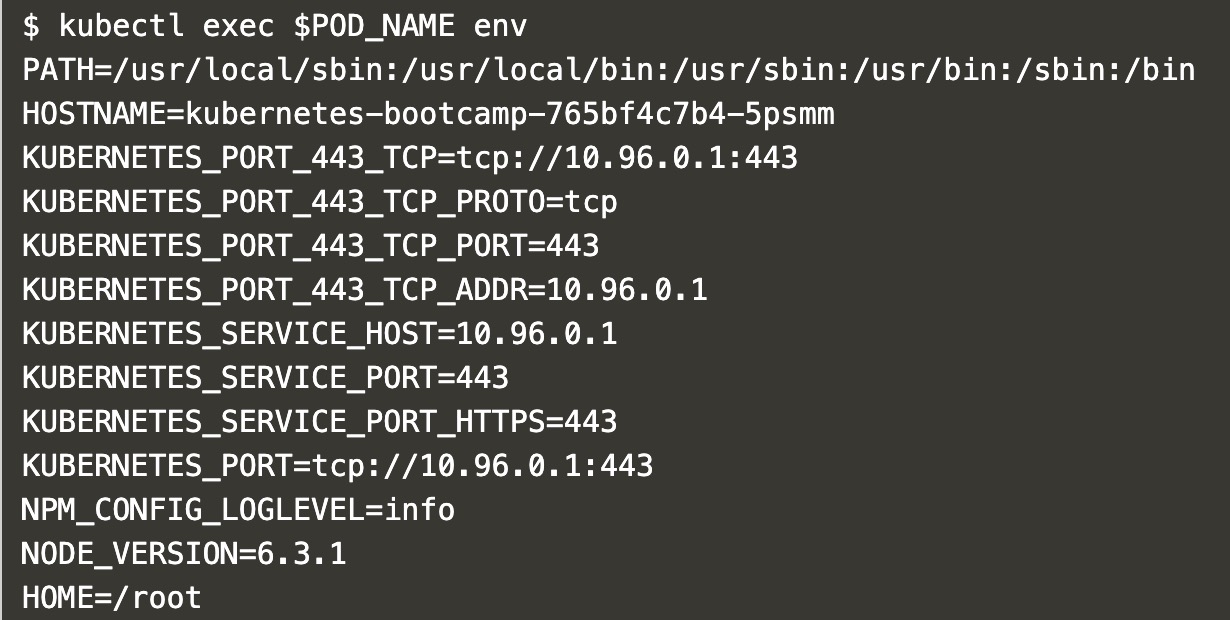 $ kubectl exec $POD_NAME env
PATH=/usr/local/sbin:/usr/local/bin:/usr/sbin:/usr/bin:/sbin:/bin
HOSTNAME=kubernetes-bootcamp-765bf4c7b4-5psmm
KUBERNETES_PORT_443_TCP=tcp://10.96.0.1:443
KUBERNETES_PORT_443_TCP_PROTO=tcp
KUBERNETES_PORT_443_TCP_PORT=443
KUBERNETES_PORT_443_TCP_ADDR=10.96.0.1
KUBERNETES_SERVICE_HOST=10.96.0.1
KUBERNETES_SERVICE_PORT=443
KUBERNETES_SERVICE_PORT_HTTPS=443
KUBERNETES_PORT=tcp://10.96.0.1:443
NPM_CONFIG_LOGLEVEL=info
NODE_VERSION=6.3.1
HOME=/root